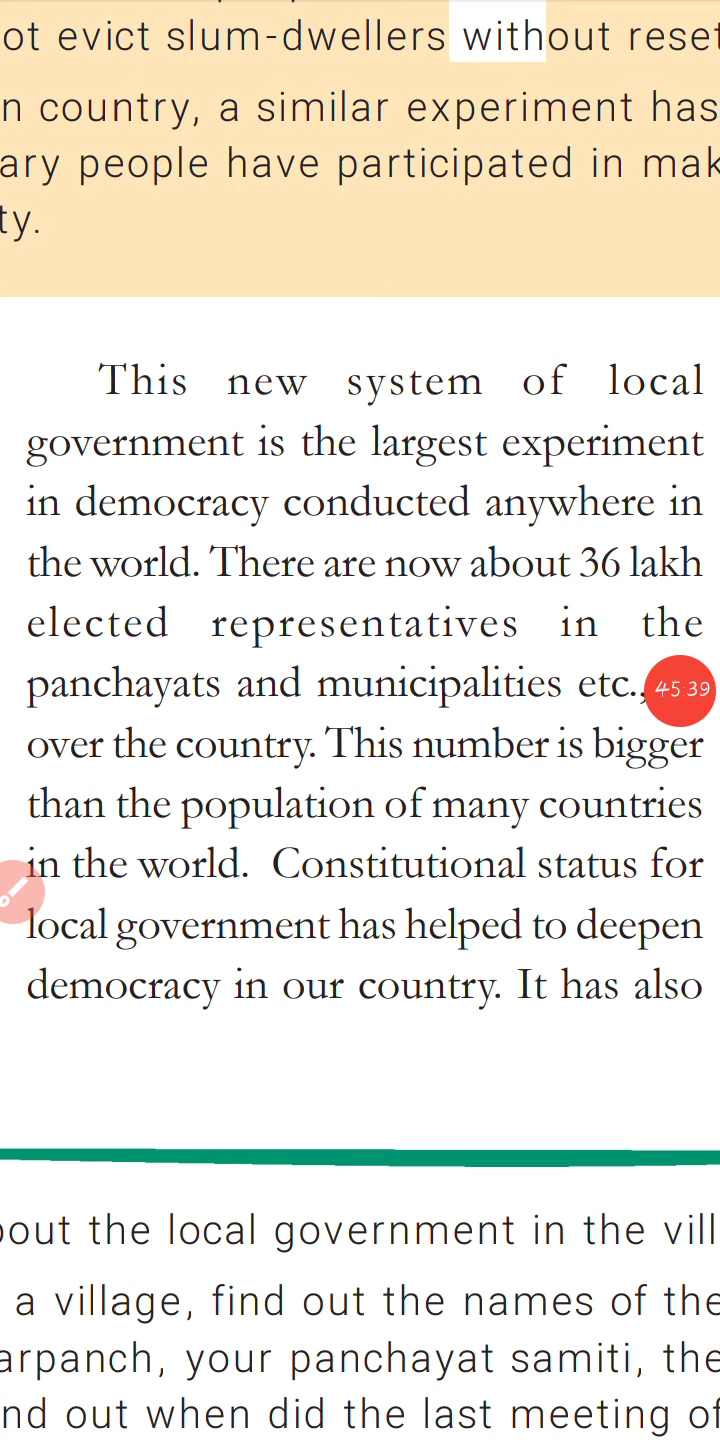 ot evict slum-dwellers without reset
n country, a similar experiment has
ary people have participated in mak
ty.
This new system of local
government is the largest experiment
in democracy conducted anywhere in
the world. There are now about 36 lakh
elected representatives in the
panchayats and municipalities etc.,
45:39
over the country. This number is bigger
than the population of many countries
in the world. Constitutional status for
local government has helped to deepen
democracy in our country. It has also
bout the local government in the vill
a village, find out the names of the
arpanch, your panchayat samiti, the
nd out when did the last meeting of